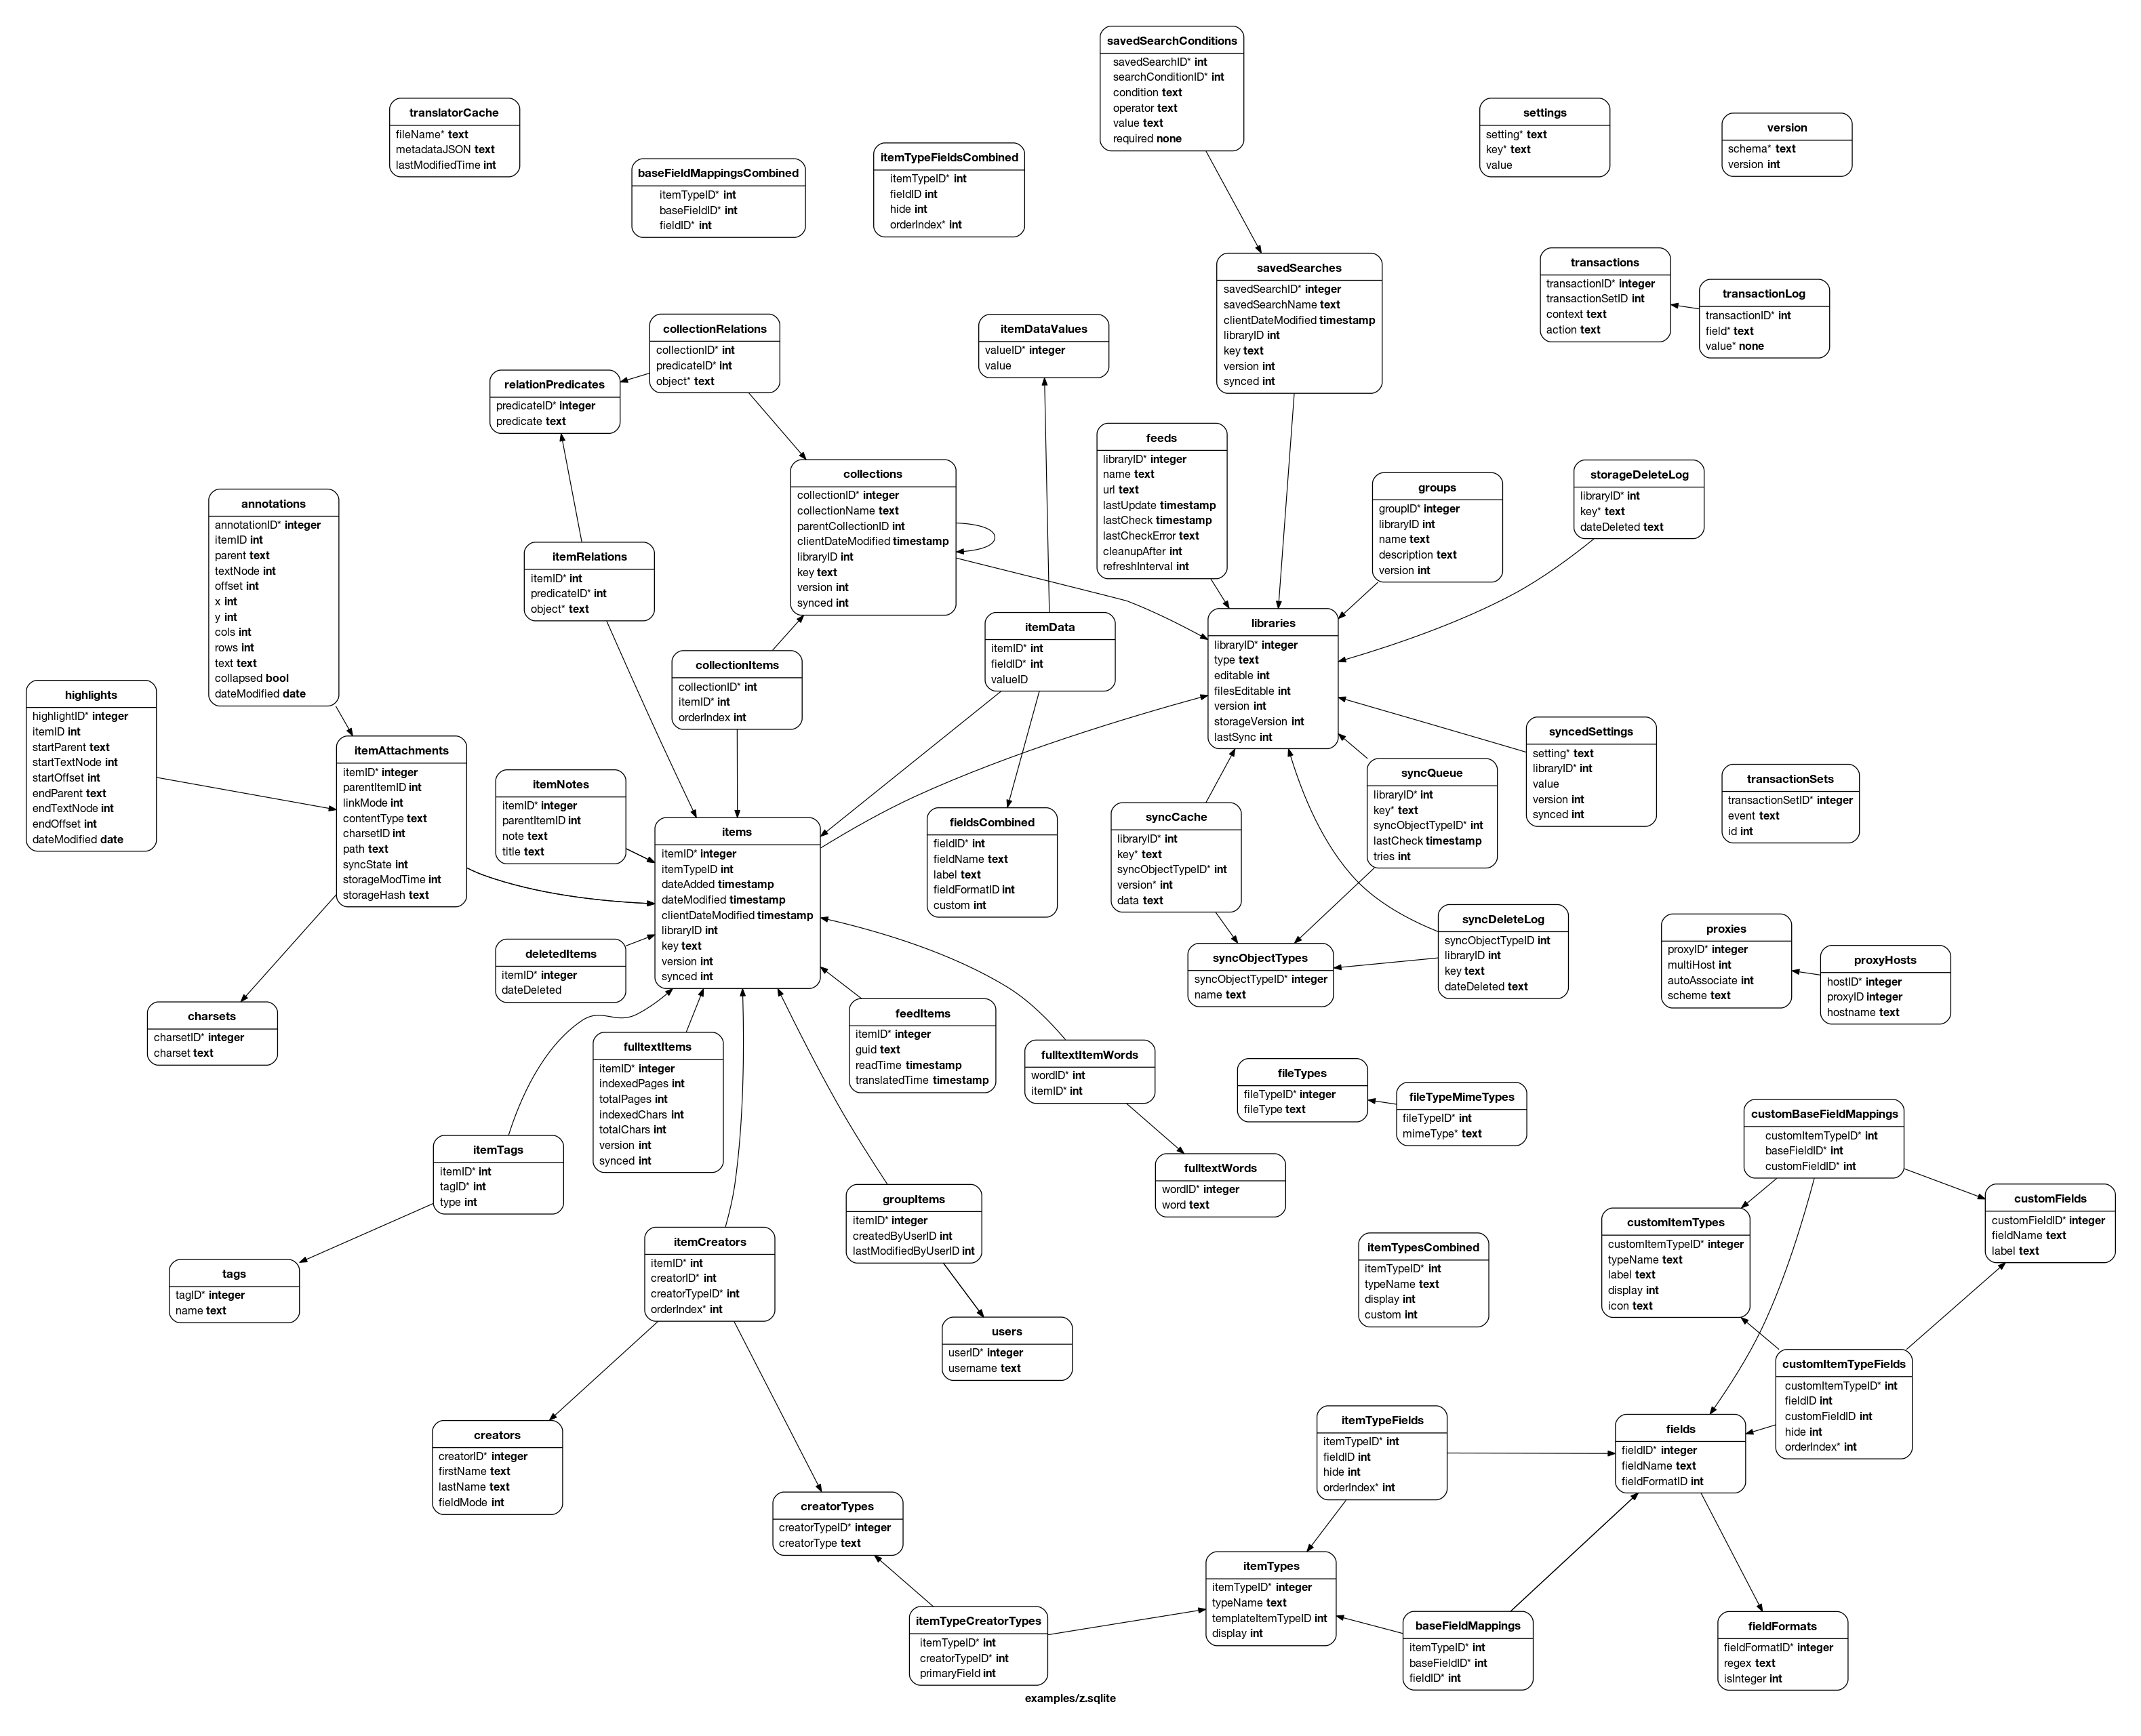 savedSearchConditions
savedSearchID* int
searchConditionID* int
condition text
operator text
value text
required none
translatorCache
fileName* text
metadataJSON text
lastModifiedTime int
settings
setting* text
key* text
value
version
schema* text
version int
baseFieldMappingsCombined
itemTypeID* int
baseFieldID* int
fieldID* int
itemTypeFieldsCombined
itemTypeID* int
fieldID int
hide int
orderIndex* int
savedSearches
savedSearchID* integer
savedSearchName text
clientDateModified timestamp
libraryID int
key text
version int
synced int
transactions
transactionID* integer
transactionSetID int
context text
action text
transactionLog
transactionID* int
field* text
value* none
collectionRelations
collectionID* int
predicateID* int
object* text
itemDataValues
valueID* integer
value
relationPredicates
predicateID* integer
predicate text
feeds
libraryID* integer
name text
url text
lastUpdate timestamp
lastCheck timestamp
lastCheckError text
cleanupAfter int
refreshInterval int
collections
collectionID* integer
collectionName text
parentCollectionID int
clientDateModified timestamp
libraryID int
key text
version int
synced int
groups
groupID* integer
libraryID int
name text
description text
version int
storageDeleteLog
libraryID* int
key* text
dateDeleted text
annotations
annotationID* integer
itemID int
parent text
textNode int
offset int
x int
y int
cols int
rows int
text text
collapsed bool
dateModified date
itemRelations
itemID* int
predicateID* int
object* text
itemData
itemID* int
fieldID* int
valueID
libraries
libraryID* integer
type text
editable int
filesEditable int
version int
storageVersion int
lastSync int
collectionItems
collectionID* int
itemID* int
orderIndex int
highlights
highlightID* integer
itemID int
startParent text
startTextNode int
startOffset int
endParent text
endTextNode int
endOffset int
dateModified date
itemAttachments
itemID* integer
parentItemID int
linkMode int
contentType text
charsetID int
path text
syncState int
storageModTime int
storageHash text
syncedSettings
setting* text
libraryID* int
value
version int
synced int
itemNotes
itemID* integer
parentItemID int
note text
title text
syncQueue
libraryID* int
key* text
syncObjectTypeID* int
lastCheck timestamp
tries int
transactionSets
transactionSetID* integer
event text
id int
items
itemID* integer
itemTypeID int
dateAdded timestamp
dateModified timestamp
clientDateModified timestamp
libraryID int
key text
version int
synced int
fieldsCombined
fieldID* int
fieldName text
label text
fieldFormatID int
custom int
syncCache
libraryID* int
key* text
syncObjectTypeID* int
version* int
data text
syncDeleteLog
syncObjectTypeID int
libraryID int
key text
dateDeleted text
proxies
proxyID* integer
multiHost int
autoAssociate int
scheme text
deletedItems
itemID* integer
dateDeleted
syncObjectTypes
syncObjectTypeID* integer
name text
proxyHosts
hostID* integer
proxyID integer
hostname text
charsets
charsetID* integer
charset text
feedItems
itemID* integer
guid text
readTime timestamp
translatedTime timestamp
fulltextItems
itemID* integer
indexedPages int
totalPages int
indexedChars int
totalChars int
version int
synced int
fulltextItemWords
wordID* int
itemID* int
fileTypes
fileTypeID* integer
fileType text
fileTypeMimeTypes
fileTypeID* int
mimeType* text
customBaseFieldMappings
customItemTypeID* int
baseFieldID* int
customFieldID* int
itemTags
itemID* int
tagID* int
type int
fulltextWords
wordID* integer
word text
groupItems
itemID* integer
createdByUserID int
lastModifiedByUserID int
customFields
customFieldID* integer
fieldName text
label text
customItemTypes
customItemTypeID* integer
typeName text
label text
display int
icon text
itemCreators
itemID* int
creatorID* int
creatorTypeID* int
orderIndex* int
itemTypesCombined
itemTypeID* int
typeName text
display int
custom int
tags
tagID* integer
name text
users
userID* integer
username text
customItemTypeFields
customItemTypeID* int
fieldID int
customFieldID int
hide int
orderIndex* int
itemTypeFields
itemTypeID* int
fieldID int
hide int
orderIndex* int
fields
fieldID* integer
fieldName text
fieldFormatID int
creators
creatorID* integer
firstName text
lastName text
fieldMode int
creatorTypes
creatorTypeID* integer
creatorType text
itemTypes
itemTypeID* integer
typeName text
templateItemTypeID int
display int
itemTypeCreatorTypes
itemTypeID* int
creatorTypeID* int
primaryField int
baseFieldMappings
itemTypeID* int
baseFieldID* int
fieldID* int
fieldFormats
fieldFormatID* integer
regex text
isInteger int
examples/z.sqlite